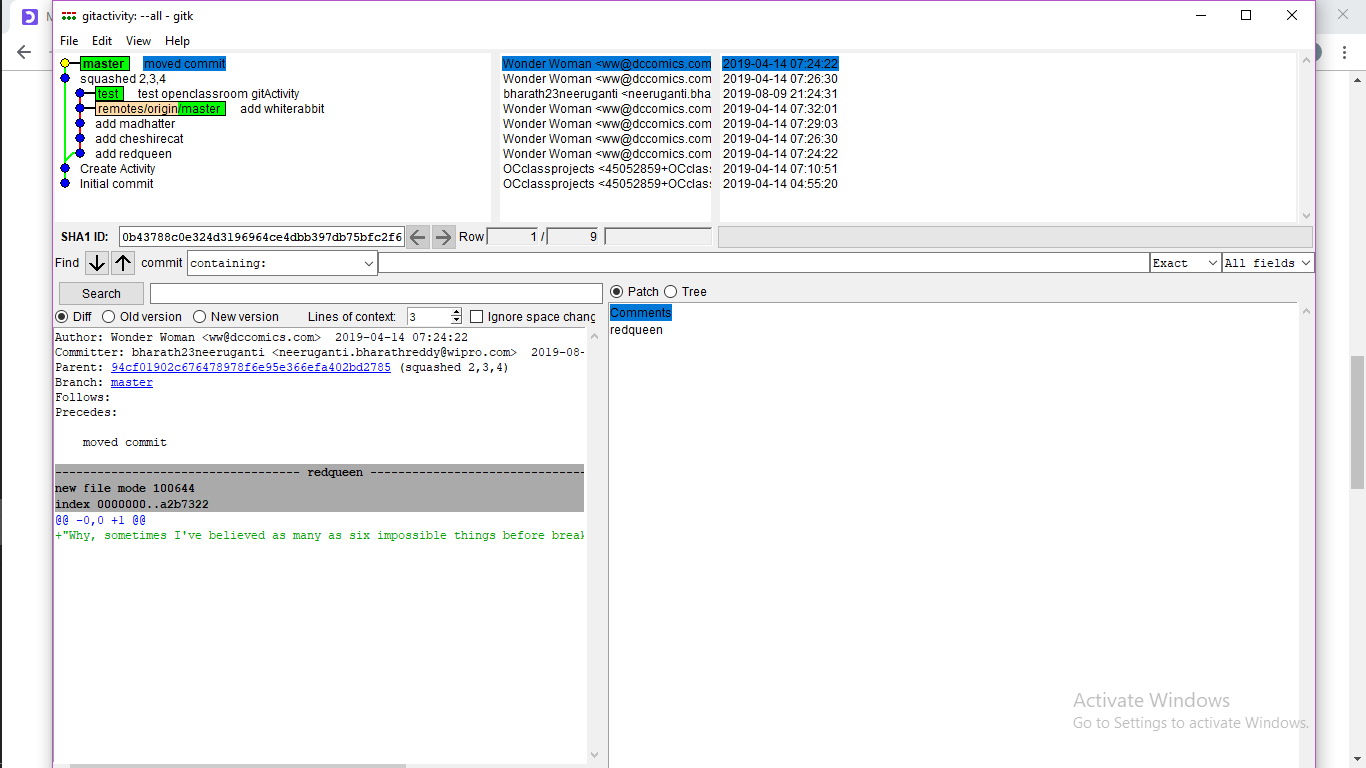 gitactivity: --all - gitk
File Edit View Help
master moved commit Wonder Woman <ww@dccomics.com 2019-04-14 07:24:22
squashed 2,3,4 Wonder Woman <ww@dccomics.com 2019-04-14 07:26:30
test test openclassroom gitActivity bharath23neeruganti <neeruganti.bha 2019-08-09 21:24:31
remotes/origin/master add whiterabbit Wonder Woman <ww@dccomics.com 2019-04-14 07:32:01
add madhatter Wonder Woman <ww@dccomics.com 2019-04-14 07:29:03
add cheshirecat Wonder Woman <ww@dccomics.com 2019-04-14 07:26:30
add redqueen Wonder Woman <ww@dccomics.com 2019-04-14 07:24:22
Create Activity OCclassprojects <45052859+OCclass 2019-04-14 07:10:51
Initial commit OCclassprojects <45052859+OCclass 2019-04-14 04:55:20
SHA1 ID: 0b43788c0e324d3196964ce4dbb397db75bfc2f6 Row 1 / 9
Find commit containing: Exact All fields
Search Patch Tree
Diff Old version New version Lines of context: 3 Ignore space chang
Comments
redqueen
Author: Wonder Woman <ww@dccomics.com> 2019-04-14 07:24:22
Committer: bharath23neeruganti <neeruganti.bharathreddy@wipro.com> 2019-08-
Parent: 94cf01902c676478978f6e95e366efa402bd2785 (squashed 2,3,4)
Branch: master
Follows:
Precedes:
moved commit
----------------------------------- redqueen -------------------------------
new file mode 100644
index 0000000..a2b7322
@@ -0,0 +1 @@
+"Why, sometimes I've believed as many as six impossible things before break
Activate Windows
Go to Settings to activate Windows.